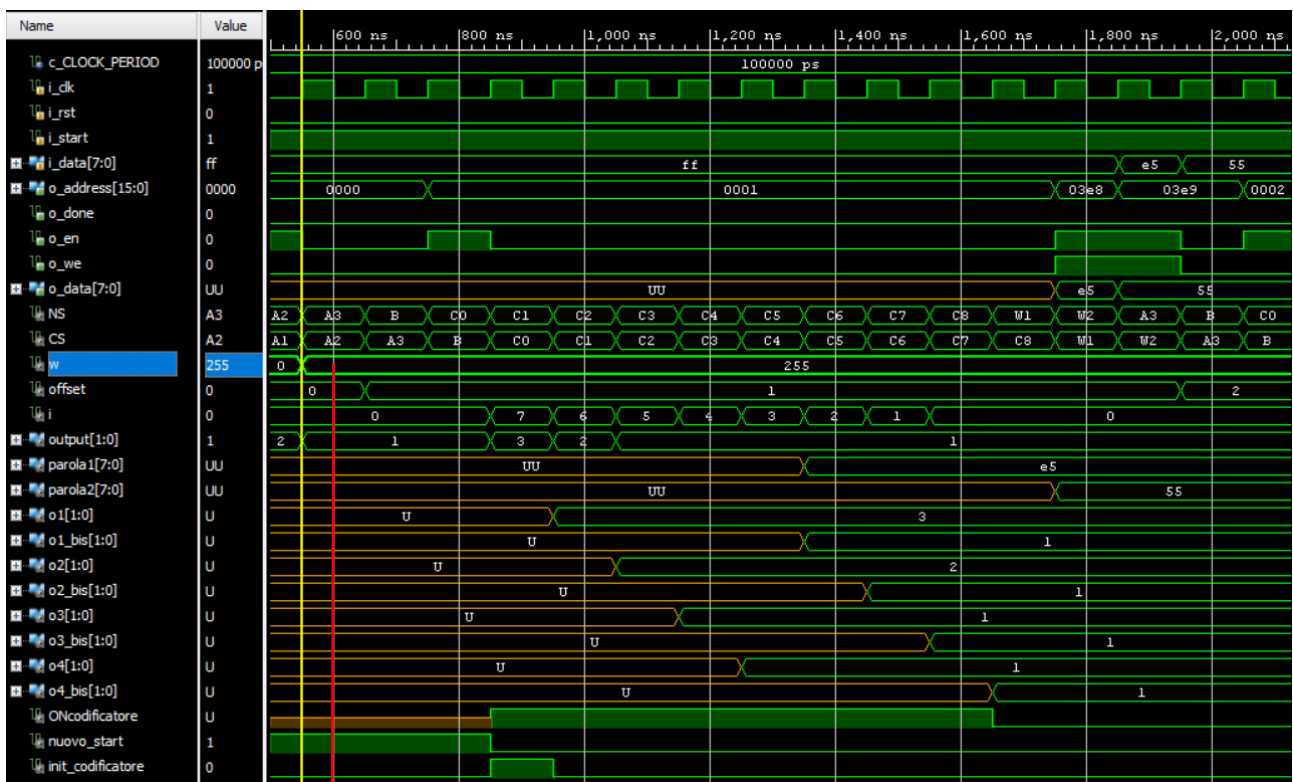 Name Value
600 ns 800 ns 1,000 ns 1,200 ns 1,400 ns 1,600 ns 1,800 ns 2,000 ns
c_CLOCK_PERIOD 100000 p 100000 ps
i_clk 1
i_rst 0
i_start 1
i_data[7:0] ff ff e5 55
o_address[15:0] 0000 0000 0001 03e8 03e9 0002
o_done 0
o_en 0
o_we 0
o_data[7:0] UU UU e5 55
NS A3 A2 A3 B C0 C1 C2 C3 C4 C5 C6 C7 C8 W1 W2 A3 B C0
CS A2 A1 A2 A3 B C0 C1 C2 C3 C4 C5 C6 C7 C8 W1 W2 A3 B
w 255 0 255
offset 0 0 1 2
i 0 0 7 6 5 4 3 2 1 0
output[1:0] 1 2 1 3 2 1
parola1[7:0] UU UU e5
parola2[7:0] UU UU 55
o1[1:0] U U 3
o1_bis[1:0] U U 1
o2[1:0] U U 2
o2_bis[1:0] U U 1
o3[1:0] U U 1
o3_bis[1:0] U U 1
o4[1:0] U U 1
o4_bis[1:0] U U 1
ONcodificatore U
nuovo_start 1
init_codificatore 0